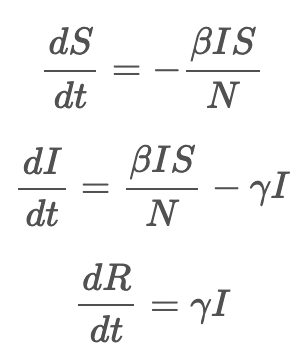 dS/dt = -βIS/N
dI/dt = βIS/N - γI
dR/dt = γI